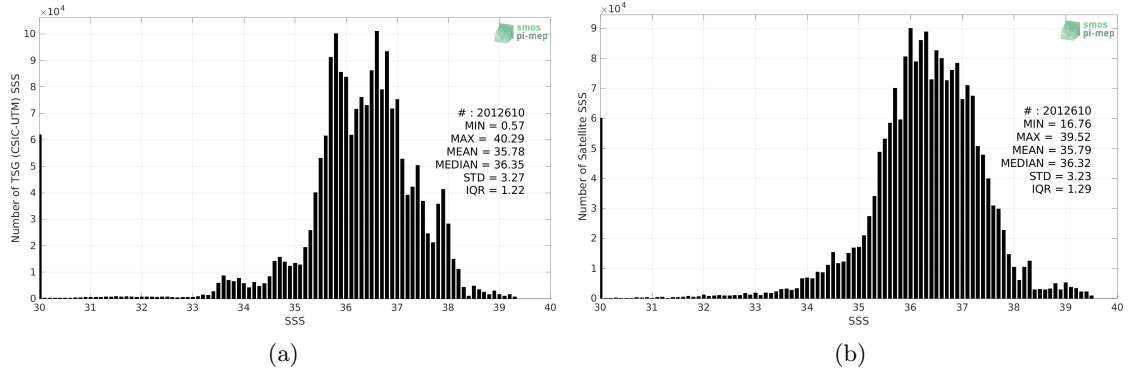 ×10⁴
10
9
8
7
6
5
4
3
2
1
0
Number of TSG (CSIC-UTM) SSS
smos
pi-mep
# : 2012610
MIN = 0.57
MAX = 40.29
MEAN = 35.78
MEDIAN = 36.35
STD = 3.27
IQR = 1.22
30 31 32 33 34 35 36 37 38 39 40
SSS
(a)
×10⁴
9
8
7
6
5
4
3
2
1
0
Number of Satellite SSS
smos
pi-mep
# : 2012610
MIN = 16.76
MAX = 39.52
MEAN = 35.79
MEDIAN = 36.32
STD = 3.23
IQR = 1.29
30 31 32 33 34 35 36 37 38 39 40
SSS
(b)